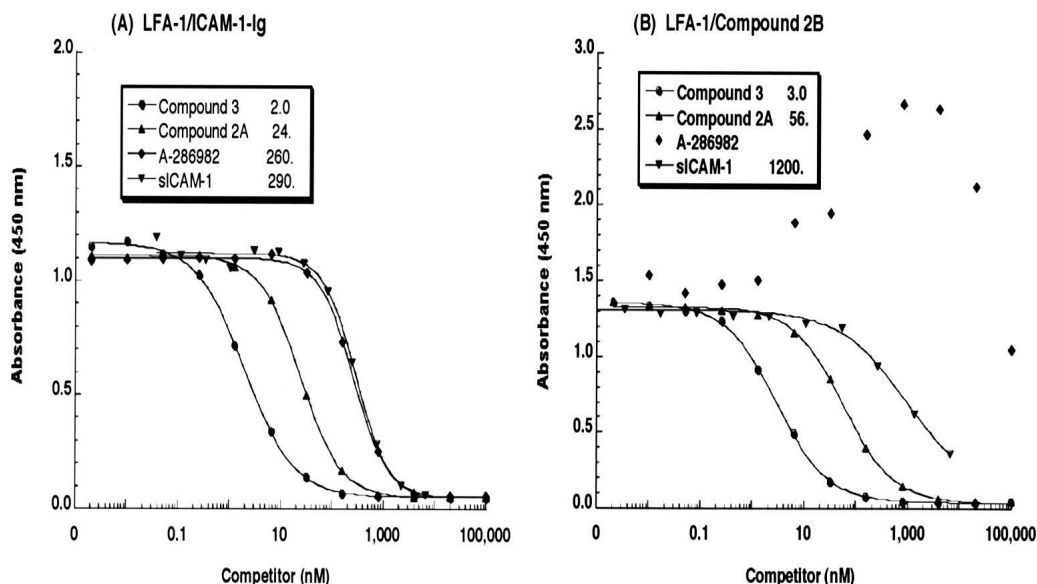 (A) LFA-1/ICAM-1-Ig
2.0
1.5
1.0
0.5
0.0
Absorbance (450 nm)
Compound 3 2.0
Compound 2A 24.
A-286982 260.
sICAM-1 290.
0 0.1 10 1,000 100,000
Competitor (nM)
(B) LFA-1/Compound 2B
3.0
2.5
2.0
1.5
1.0
0.5
0.0
Absorbance (450 nm)
Compound 3 3.0
Compound 2A 56.
A-286982
sICAM-1 1200.
0 0.1 10 1,000 100,000
Competitor (nM)